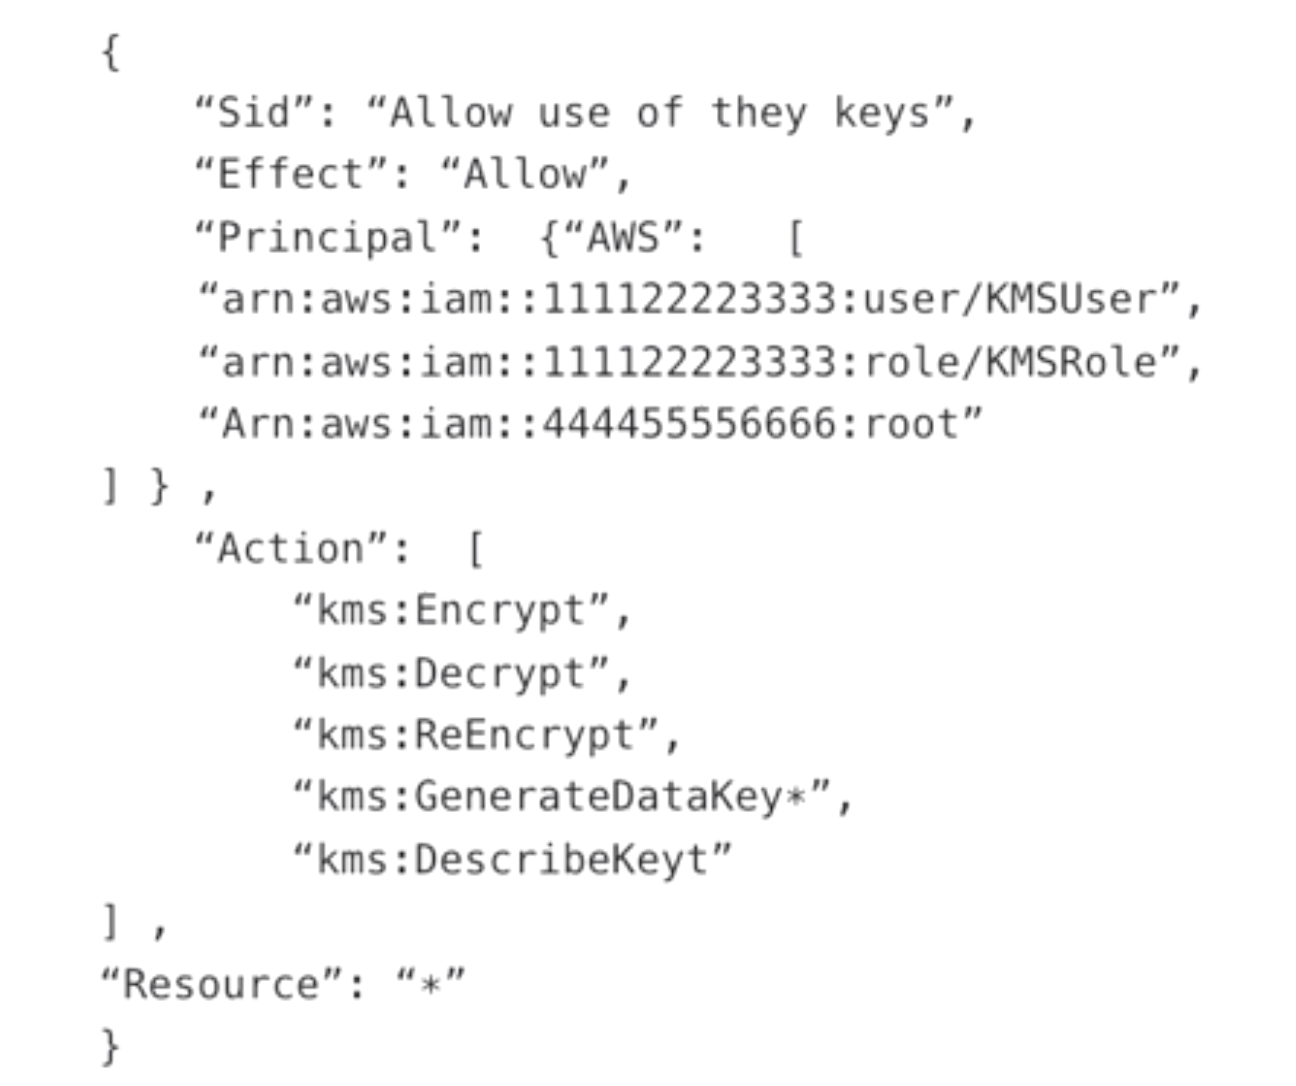 {
“Sid”: “Allow use of they keys”,
“Effect”: “Allow”,
“Principal”: {“AWS”: [
“arn:aws:iam::111122223333:user/KMSUser”,
“arn:aws:iam::111122223333:role/KMSRole”,
“Arn:aws:iam::444455556666:root”
] } ,
“Action”: [
“kms:Encrypt”,
“kms:Decrypt”,
“kms:ReEncrypt”,
“kms:GenerateDataKey*”,
“kms:DescribeKeyt”
] ,
“Resource”: “*”
}